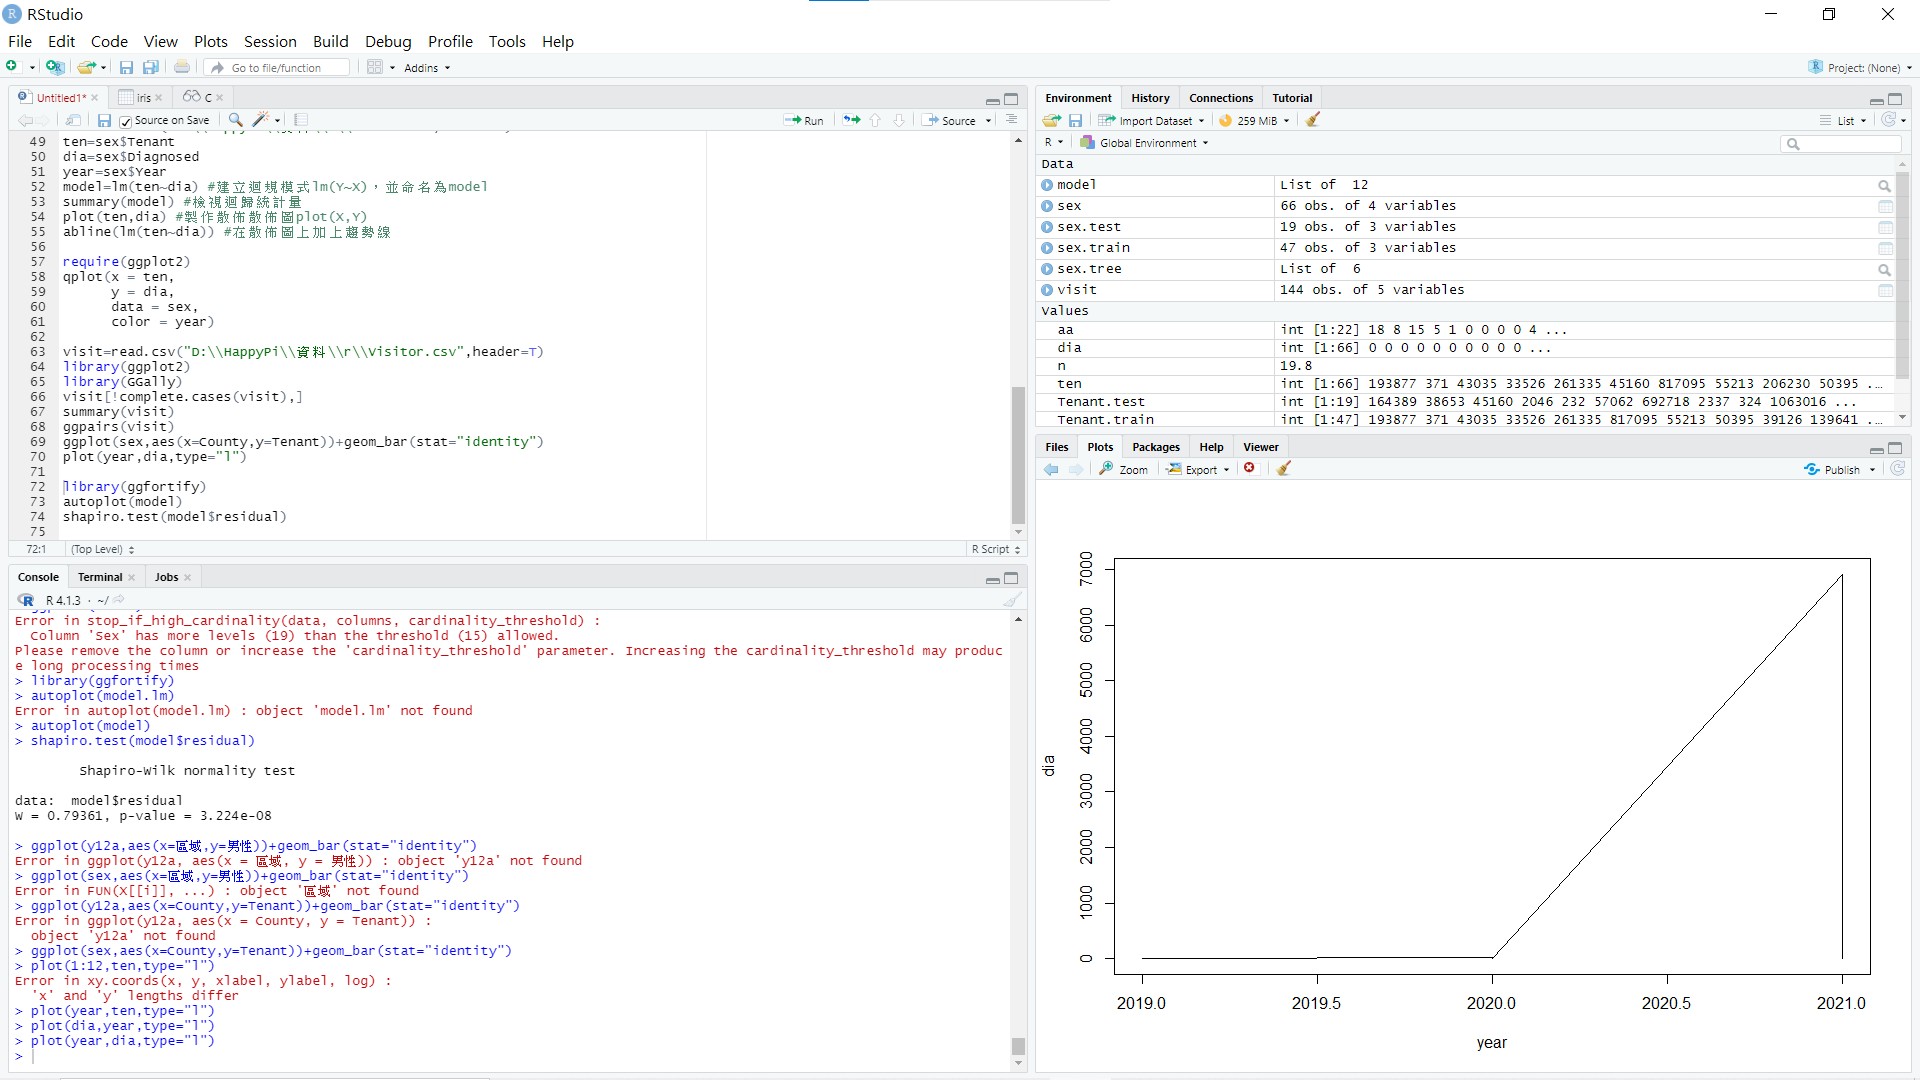 RStudio
File Edit Code View Plots Session Build Debug Profile Tools Help
Go to file/function Addins Project: (None)
Untitled1* iris C
Source on Save Run Source
49 ten=sex$Tenant
50 dia=sex$Diagnosed
51 year=sex$Year
52 model=lm(ten~dia) #建立迴規模式lm(Y~X)，並命名為model
53 summary(model) #檢視迴歸統計量
54 plot(ten,dia) #製作散佈散佈圖plot(X,Y)
55 abline(lm(ten~dia)) #在散佈圖上加上趨勢線
56
57 require(ggplot2)
58 qplot(x = ten,
59 y = dia,
60 data = sex,
61 color = year)
62
63 visit=read.csv("D:\\HappyPi\\資料\\r\\Visitor.csv",header=T)
64 library(ggplot2)
65 library(GGally)
66 visit[!complete.cases(visit),]
67 summary(visit)
68 ggpairs(visit)
69 ggplot(sex,aes(x=County,y=Tenant))+geom_bar(stat="identity")
70 plot(year,dia,type="l")
71
72 library(ggfortify)
73 autoplot(model)
74 shapiro.test(model$residual)
75
72:1 (Top Level) R Script
Console Terminal Jobs
R 4.1.3 · ~/
Error in stop_if_high_cardinality(data, columns, cardinality_threshold) :
Column 'Sex' has more levels (19) than the threshold (15) allowed.
Please remove the column or increase the 'cardinality_threshold' parameter. Increasing the cardinality_threshold may produc
e long processing times
> library(ggfortify)
> autoplot(model.lm)
Error in autoplot(model.lm) : object 'model.lm' not found
> autoplot(model)
> shapiro.test(model$residual)
Shapiro-Wilk normality test
data: model$residual
W = 0.79361, p-value = 3.224e-08
> ggplot(y12a,aes(x=區域,y=男性))+geom_bar(stat="identity")
Error in ggplot(y12a, aes(x = 區域, y = 男性)) : object 'y12a' not found
> ggplot(sex,aes(x=區域,y=男性))+geom_bar(stat="identity")
Error in FUN(X[[i]], ...) : object '區域' not found
> ggplot(y12a,aes(x=County,y=Tenant))+geom_bar(stat="identity")
Error in ggplot(y12a, aes(x = County, y = Tenant)) :
object 'y12a' not found
> ggplot(sex,aes(x=County,y=Tenant))+geom_bar(stat="identity")
> plot(1:12,ten,type="l")
Error in xy.coords(x, y, xlabel, ylabel, log) :
'x' and 'y' lengths differ
> plot(year,ten,type="l")
> plot(dia,year,type="l")
> plot(year,dia,type="l")
>
Environment History Connections Tutorial
Import Dataset 259 MiB List
R Global Environment
Data
model List of 12
sex 66 obs. of 4 variables
sex.test 19 obs. of 3 variables
sex.train 47 obs. of 3 variables
sex.tree List of 6
visit 144 obs. of 5 variables
Values
aa int [1:22] 18 8 15 5 1 0 0 0 0 4 ...
dia int [1:66] 0 0 0 0 0 0 0 0 0 0 ...
n 19.8
ten int [1:66] 193877 371 43035 33526 261335 45160 817095 55213 206230 50395 ...
Tenant.test int [1:19] 164389 38653 45160 2046 232 57062 692718 2337 324 1063016 ...
Tenant.train int [1:47] 193877 371 43035 33526 261335 817095 55213 50395 39126 139641 ...
Files Plots Packages Help Viewer
Zoom Export Publish
7000
6000
5000
4000
3000
2000
1000
0
dia
2019.0 2019.5 2020.0 2020.5 2021.0
year